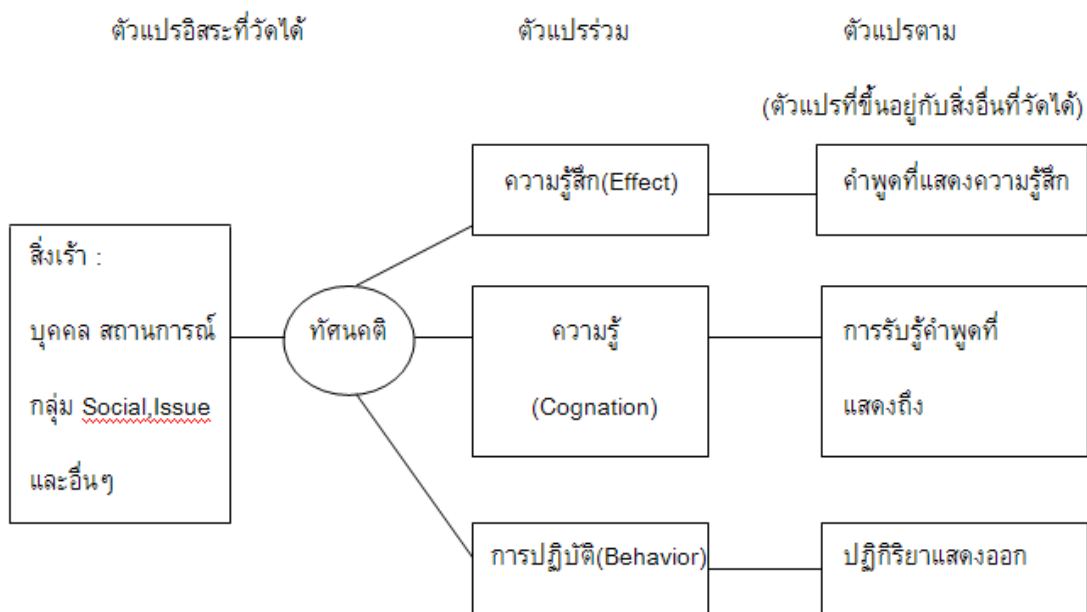 ตัวแปรอิสระที่วัดได้
ตัวแปรร่วม
ตัวแปรตาม
(ตัวแปรที่ขึ้นอยู่กับสิ่งอื่นที่วัดได้)
สิ่งเร้า :
บุคคล สถานการณ์
กลุ่ม Social,Issue
และอื่นๆ
ทัศนคติ
ความรู้สึก(Effect)
คำพูดที่แสดงความรู้สึก
ความรู้
(Cognation)
การรับรู้คำพูดที่
แสดงถึง
การปฏิบัติ(Behavior)
ปฏิกิริยาแสดงออก